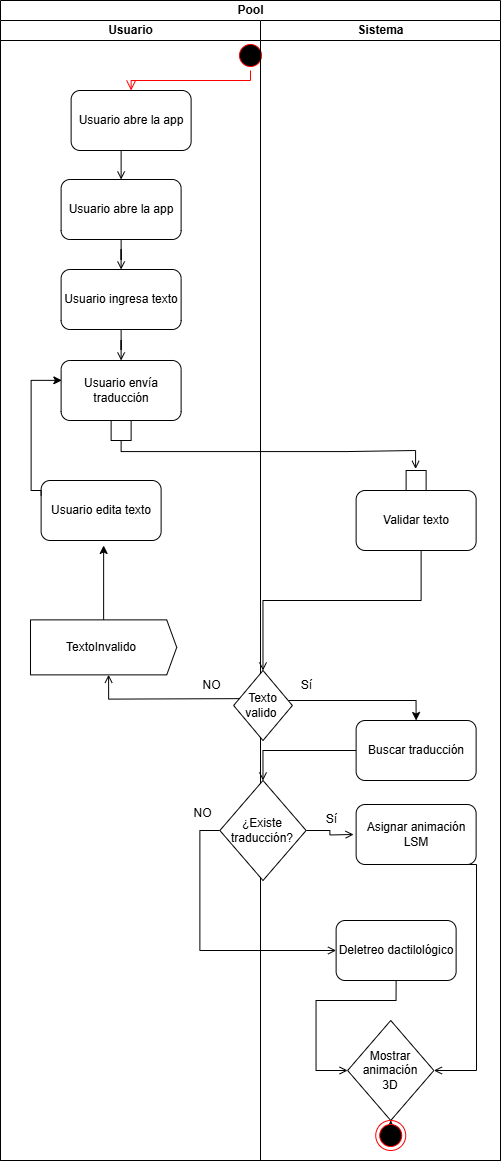 Pool
Usuario
Sistema
Usuario abre la app
Usuario abre la app
Usuario ingresa texto
Usuario envía
traducción
Usuario edita texto
Validar texto
TextoInvalido
NO
Texto
valido
Sí
Buscar traducción
NO
¿Existe
traducción?
Sí
Asignar animación
LSM
Deletreo dactilológico
Mostrar
animación
3D